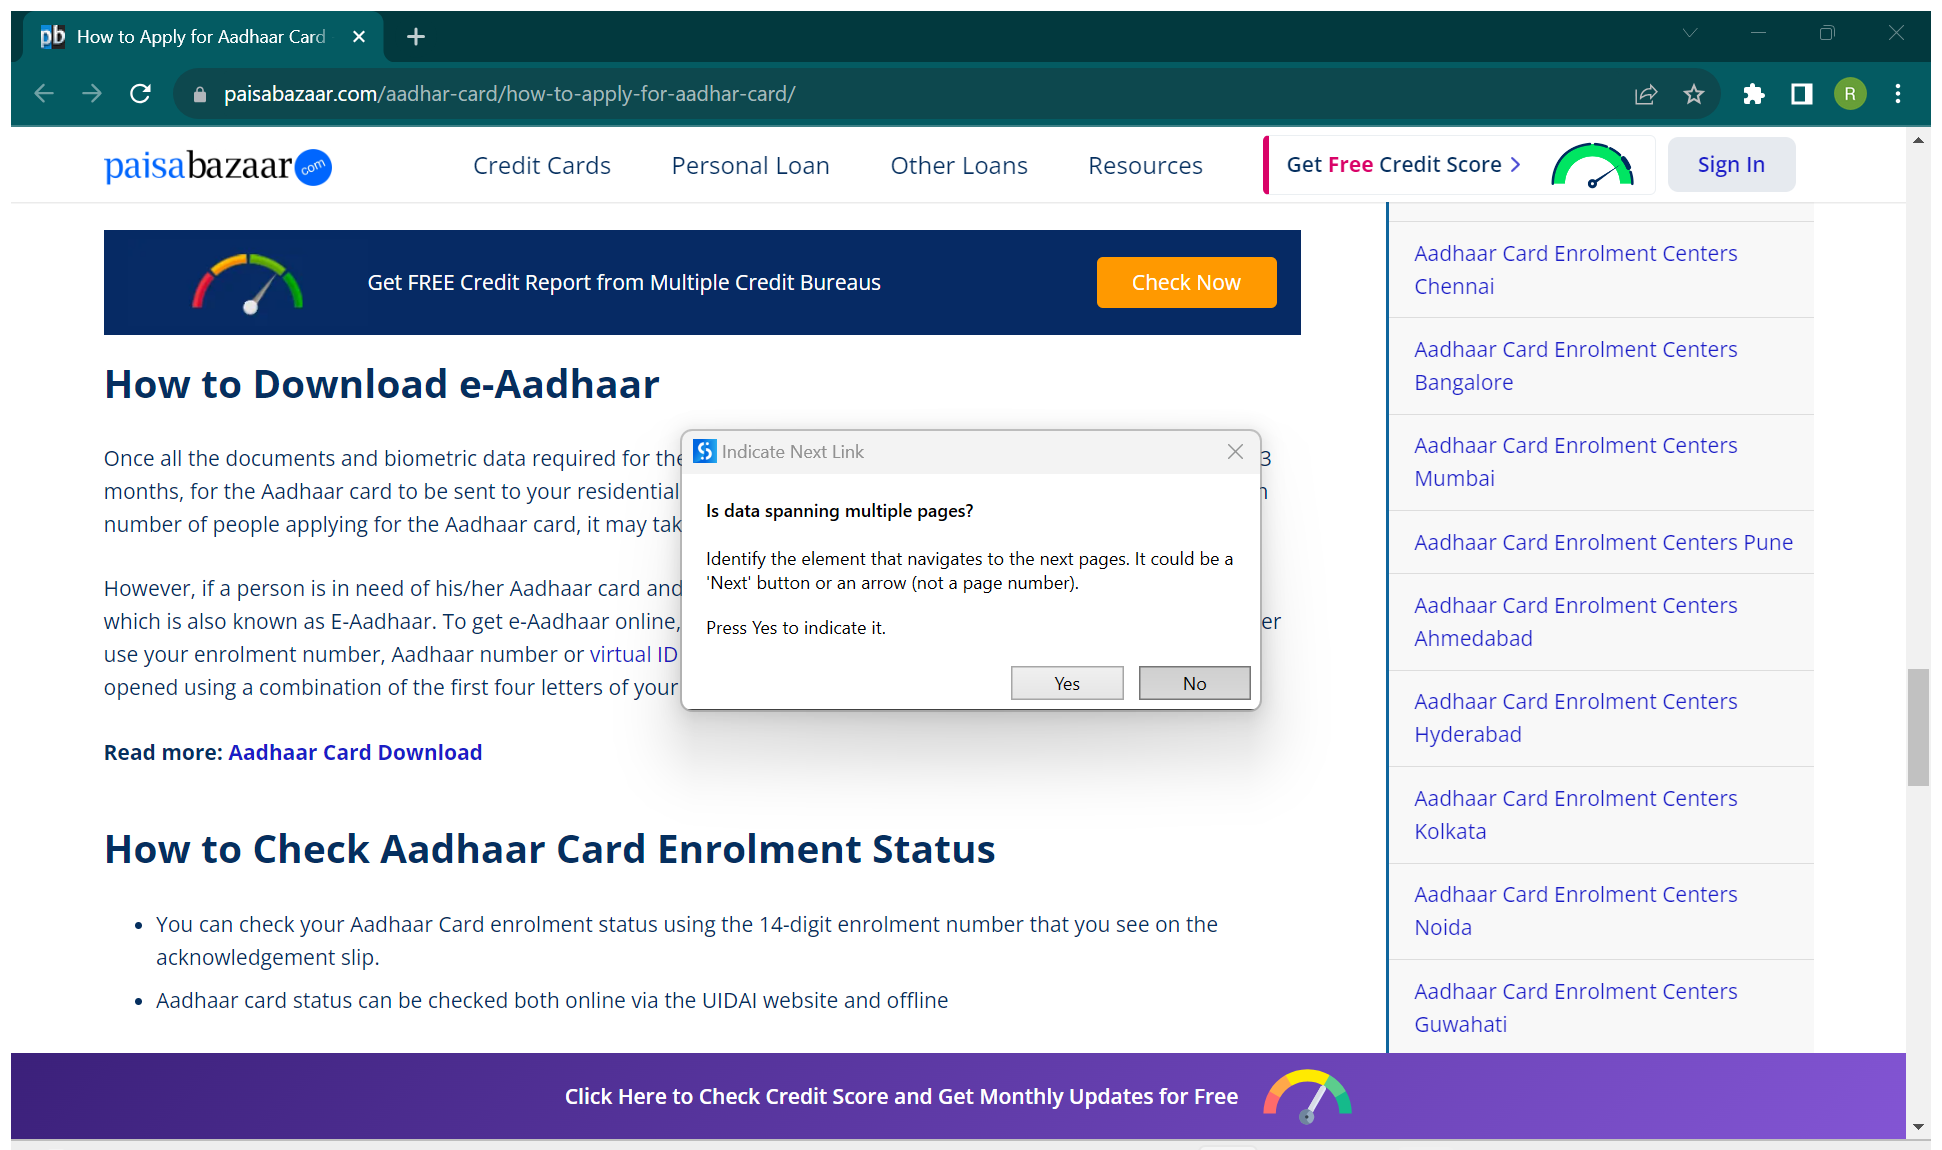 pb How to Apply for Aadhaar Card
paisabazaar.com/aadhar-card/how-to-apply-for-aadhar-card/
R
paisabazaar com
Credit Cards
Personal Loan
Other Loans
Resources
Get Free Credit Score >
Sign In
Get FREE Credit Report from Multiple Credit Bureaus
Check Now
How to Download e-Aadhaar
Once all the documents and biometric data required for the
3
months, for the Aadhaar card to be sent to your residential
number of people applying for the Aadhaar card, it may tak
However, if a person is in need of his/her Aadhaar card and
which is also known as E-Aadhaar. To get e-Aadhaar online,
er
use your enrolment number, Aadhaar number or virtual ID
opened using a combination of the first four letters of your
Read more: Aadhaar Card Download
Indicate Next Link
Is data spanning multiple pages?
Identify the element that navigates to the next pages. It could be a
'Next' button or an arrow (not a page number).
Press Yes to indicate it.
Yes
No
How to Check Aadhaar Card Enrolment Status
• You can check your Aadhaar Card enrolment status using the 14-digit enrolment number that you see on the
acknowledgement slip.
• Aadhaar card status can be checked both online via the UIDAI website and offline
Aadhaar Card Enrolment Centers
Chennai
Aadhaar Card Enrolment Centers
Bangalore
Aadhaar Card Enrolment Centers
Mumbai
Aadhaar Card Enrolment Centers Pune
Aadhaar Card Enrolment Centers
Ahmedabad
Aadhaar Card Enrolment Centers
Hyderabad
Aadhaar Card Enrolment Centers
Kolkata
Aadhaar Card Enrolment Centers
Noida
Aadhaar Card Enrolment Centers
Guwahati
Click Here to Check Credit Score and Get Monthly Updates for Free